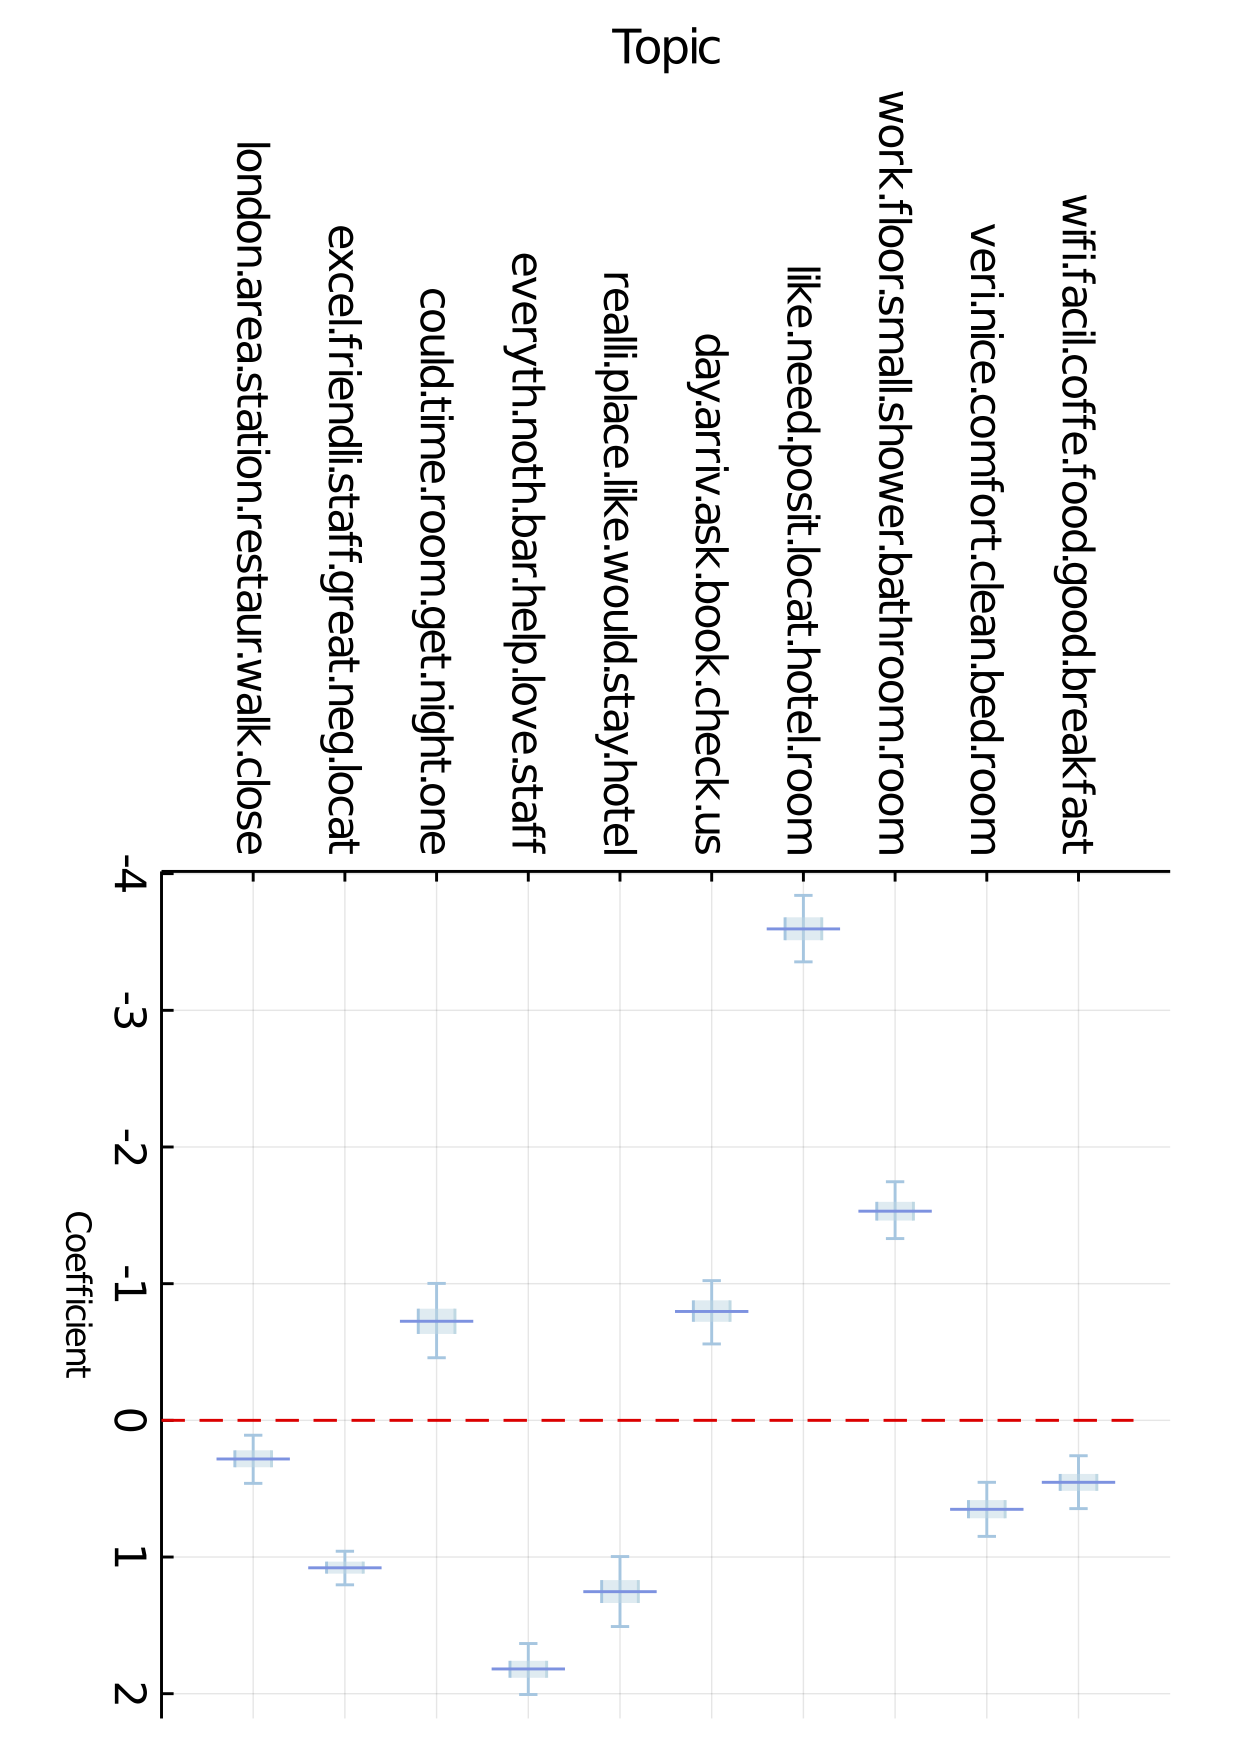 Topic
wifi.facil.coffe.food.good.breakfast
veri.nice.comfort.clean.bed.room
work.floor.small.shower.bathroom.room
like.need.posit.locat.hotel.room
day.arriv.ask.book.check.us
realli.place.like.would.stay.hotel
everyth.noth.bar.help.love.staff
could.time.room.get.night.one
excel.friendli.staff.great.neg.locat
london.area.station.restaur.walk.close
-4
-3
-2
-1
0
1
2
Coefficient